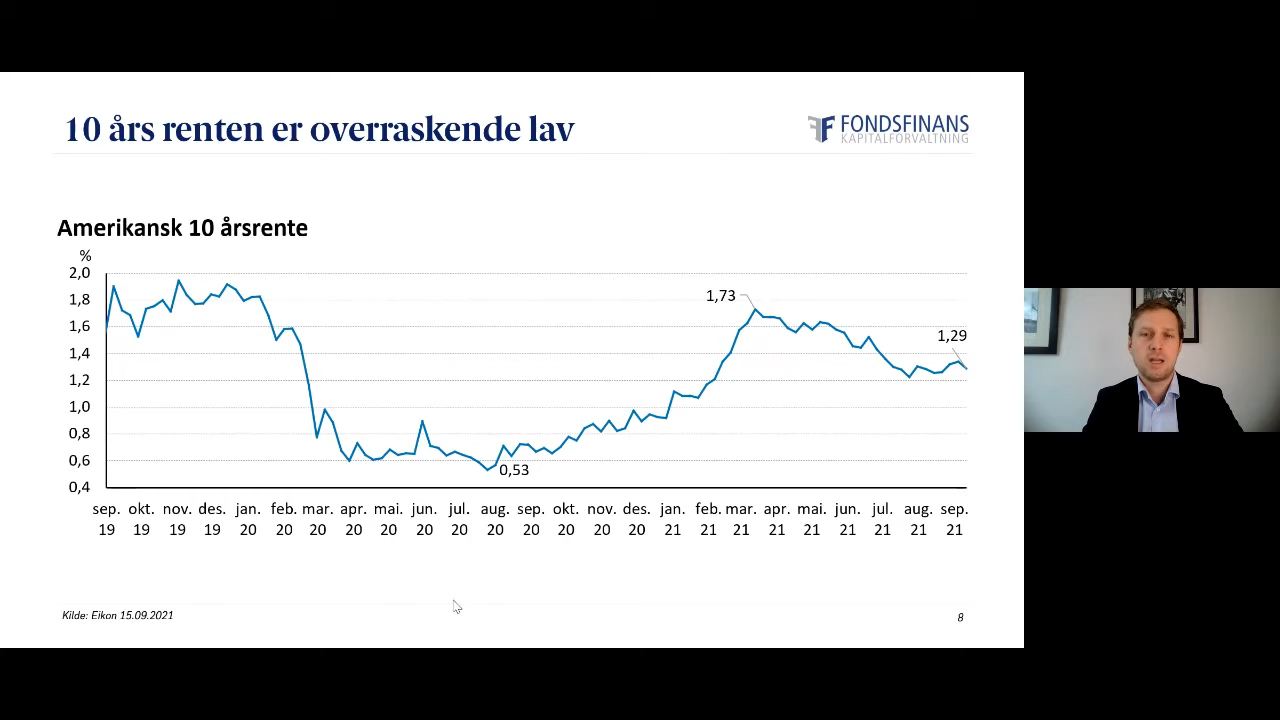 10 års renten er overraskende lav
FONDSFINANS
KAPITALFORVALTNING
Amerikansk 10 årsrente
%
2,0
1,8
1,6
1,4
1,2
1,0
0,8
0,6
0,4
1,73
1,29
0,53
sep. okt. nov. des. jan. feb. mar. apr. mai. jun. jul. aug. sep. okt. nov. des. jan. feb. mar. apr. mai. jun. jul. aug. sep.
19 19 19 19 20 20 20 20 20 20 20 20 20 20 20 20 21 21 21 21 21 21 21 21 21
Kilde: Eikon 15.09.2021
8